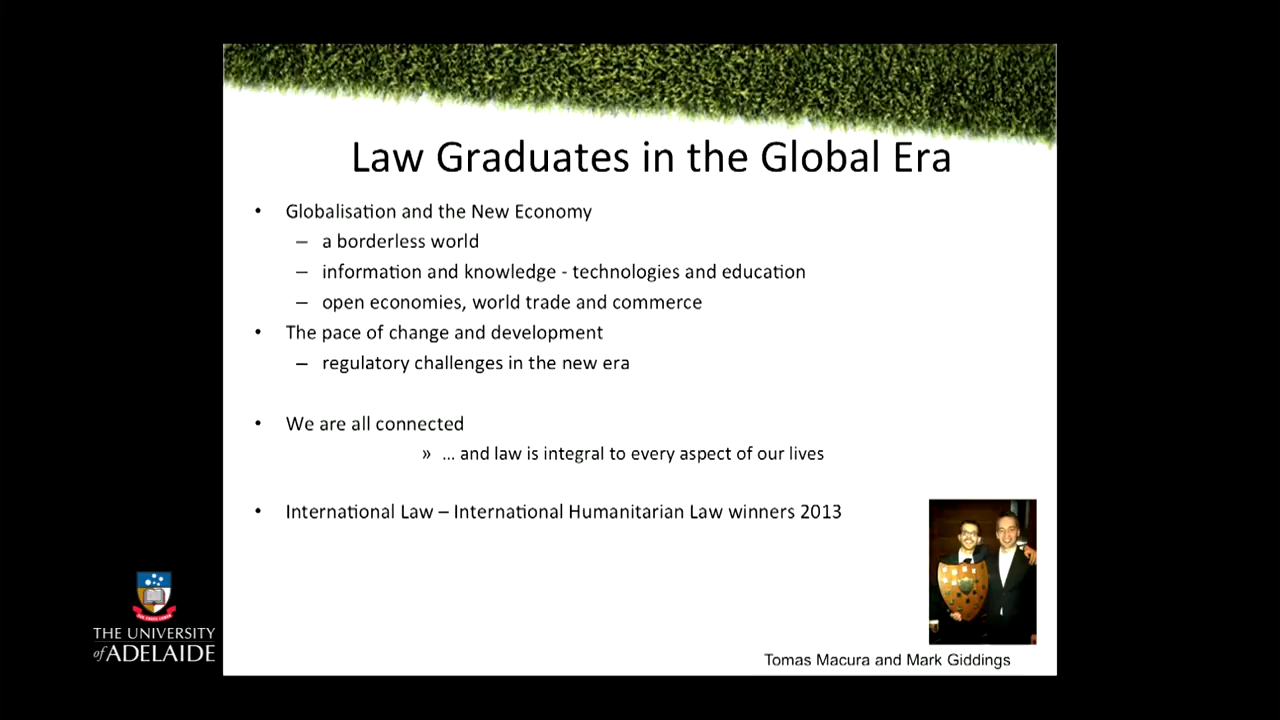 Law Graduates in the Global Era
• Globalisation and the New Economy
– a borderless world
– information and knowledge - technologies and education
– open economies, world trade and commerce
• The pace of change and development
– regulatory challenges in the new era
• We are all connected
» ... and law is integral to every aspect of our lives
• International Law – International Humanitarian Law winners 2013
THE UNIVERSITY
of ADELAIDE
Tomas Macura and Mark Giddings